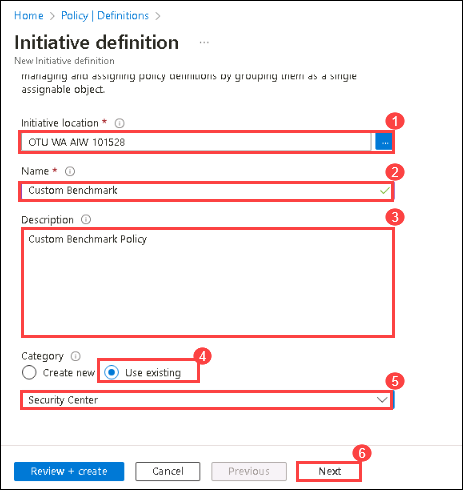 Home > Policy | Definitions >
Initiative definition ...
New Initiative definition
managing and assigning policy definitions by grouping them as a single
assignable object.
Initiative location *
1
OTU WA AIW 101528 ...
Name *
2
Custom Benchmark
Description
3
Custom Benchmark Policy
Category
4
Create new Use existing
5
Security Center
6
Review + create Cancel Previous Next